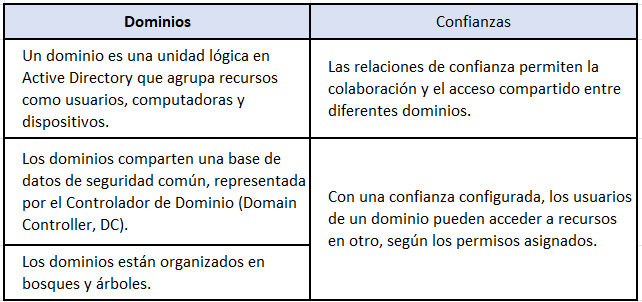 Dominios
Confianzas
Un dominio es una unidad lógica en
Active Directory que agrupa recursos
como usuarios, computadoras y
dispositivos.
Las relaciones de confianza permiten la
colaboración y el acceso compartido entre
diferentes dominios.
Los dominios comparten una base de
datos de seguridad común, representada
por el Controlador de Dominio (Domain
Controller, DC).
Con una confianza configurada, los usuarios
de un dominio pueden acceder a recursos
en otro, según los permisos asignados.
Los dominios están organizados en
bosques y árboles.